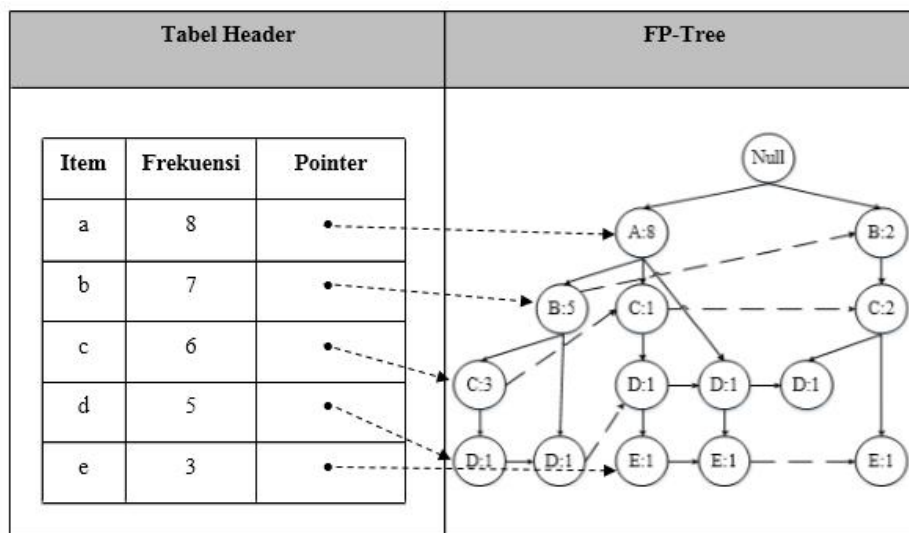 Tabel Header
FP-Tree
Item Frekuensi Pointer
a 8
b 7
c 6
d 5
e 3
Null
A:8 B:2
B:5 C:1 C:2
C:3 D:1 D:1 D:1
D:1 D:1 E:1 E:1 E:1